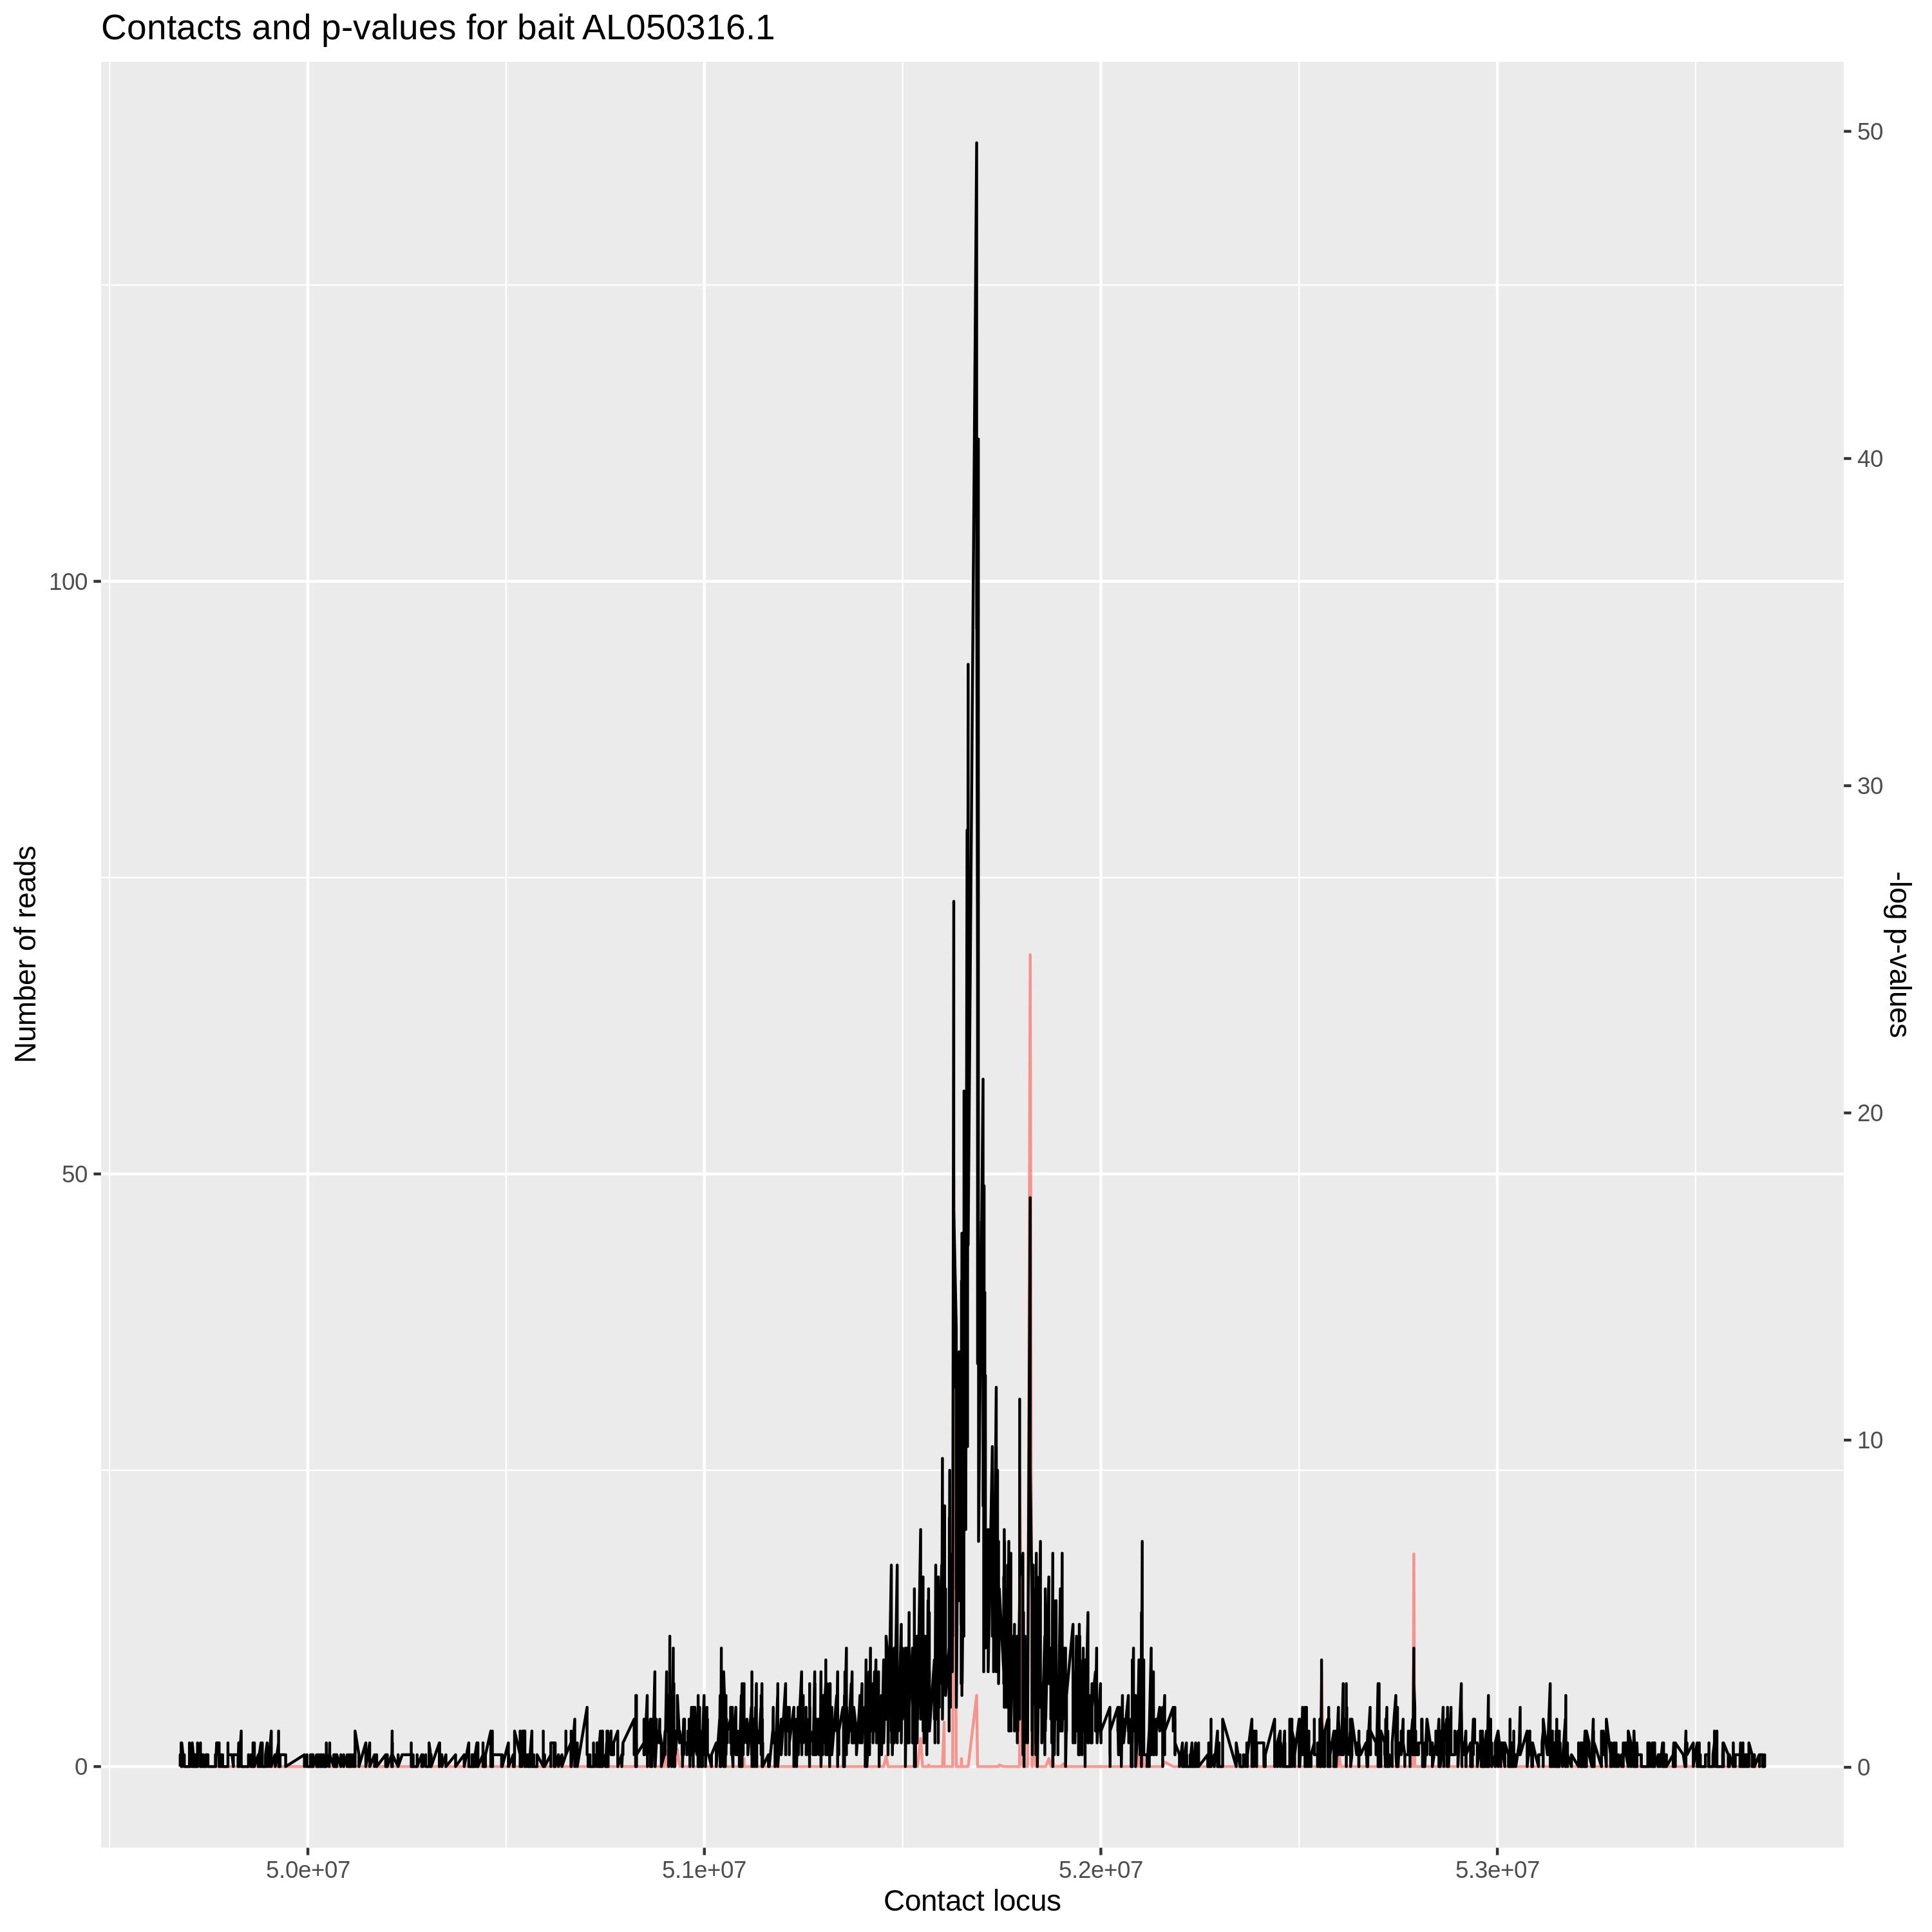 Contacts and p-values for bait AL050316.1
Number of reads
100
50
0
50
40
30
20
10
0
-log p-values
5.0e+07 5.1e+07 5.2e+07 5.3e+07
Contact locus